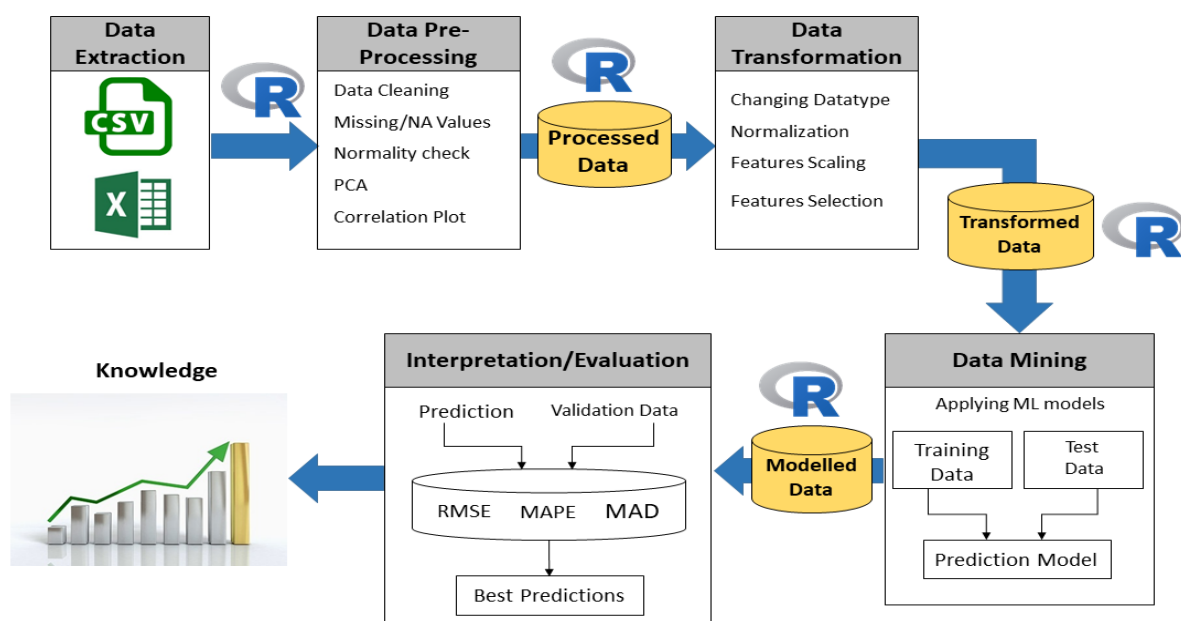 Data
Extraction
CSV
X
R
Data Pre-
Processing
Data Cleaning
Missing/NA Values
Normality check
PCA
Correlation Plot
R
Processed
Data
Data
Transformation
Changing Datatype
Normalization
Features Scaling
Features Selection
Transformed
Data
R
Data Mining
Applying ML models
Training
Data
Test
Data
Prediction Model
R
Modelled
Data
Interpretation/Evaluation
Prediction
Validation Data
RMSE
MAPE
MAD
Best Predictions
Knowledge